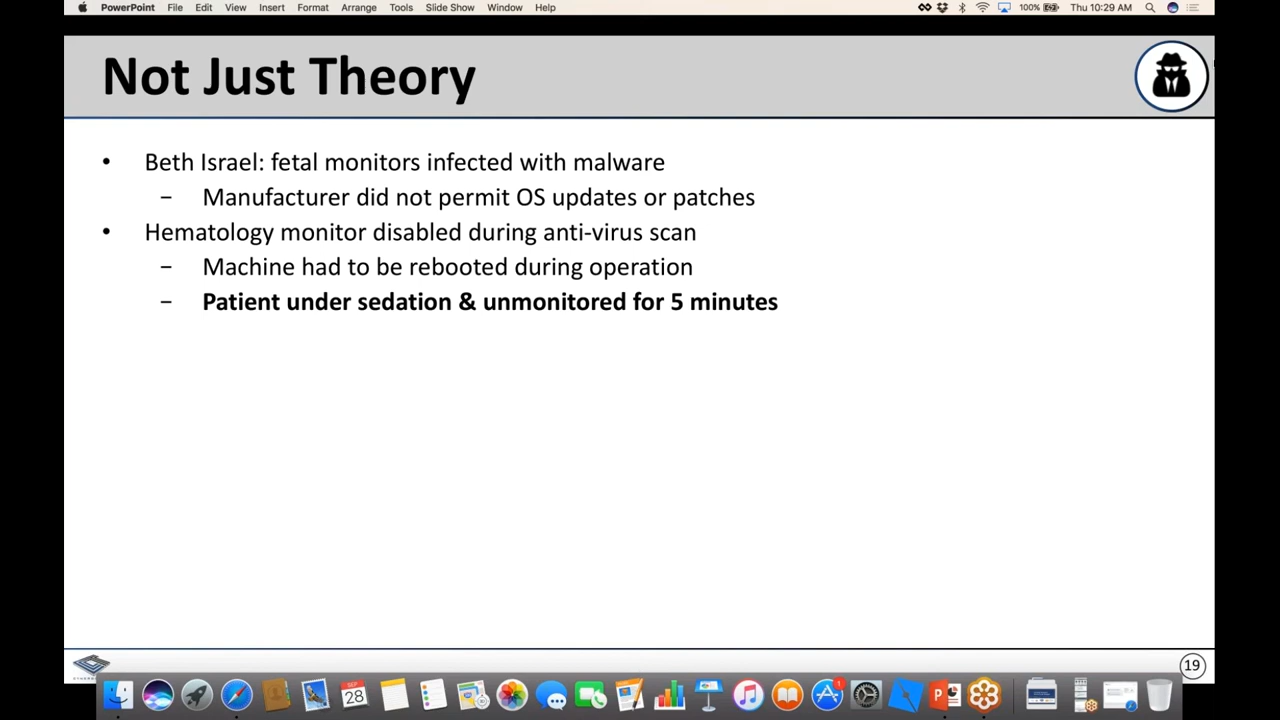 PowerPoint File Edit View Insert Format Arrange Tools Slide Show Window Help 100% Thu 10:29 AM
Not Just Theory
• Beth Israel: fetal monitors infected with malware
– Manufacturer did not permit OS updates or patches
• Hematology monitor disabled during anti-virus scan
– Machine had to be rebooted during operation
– Patient under sedation & unmonitored for 5 minutes
19
SEP
28
1